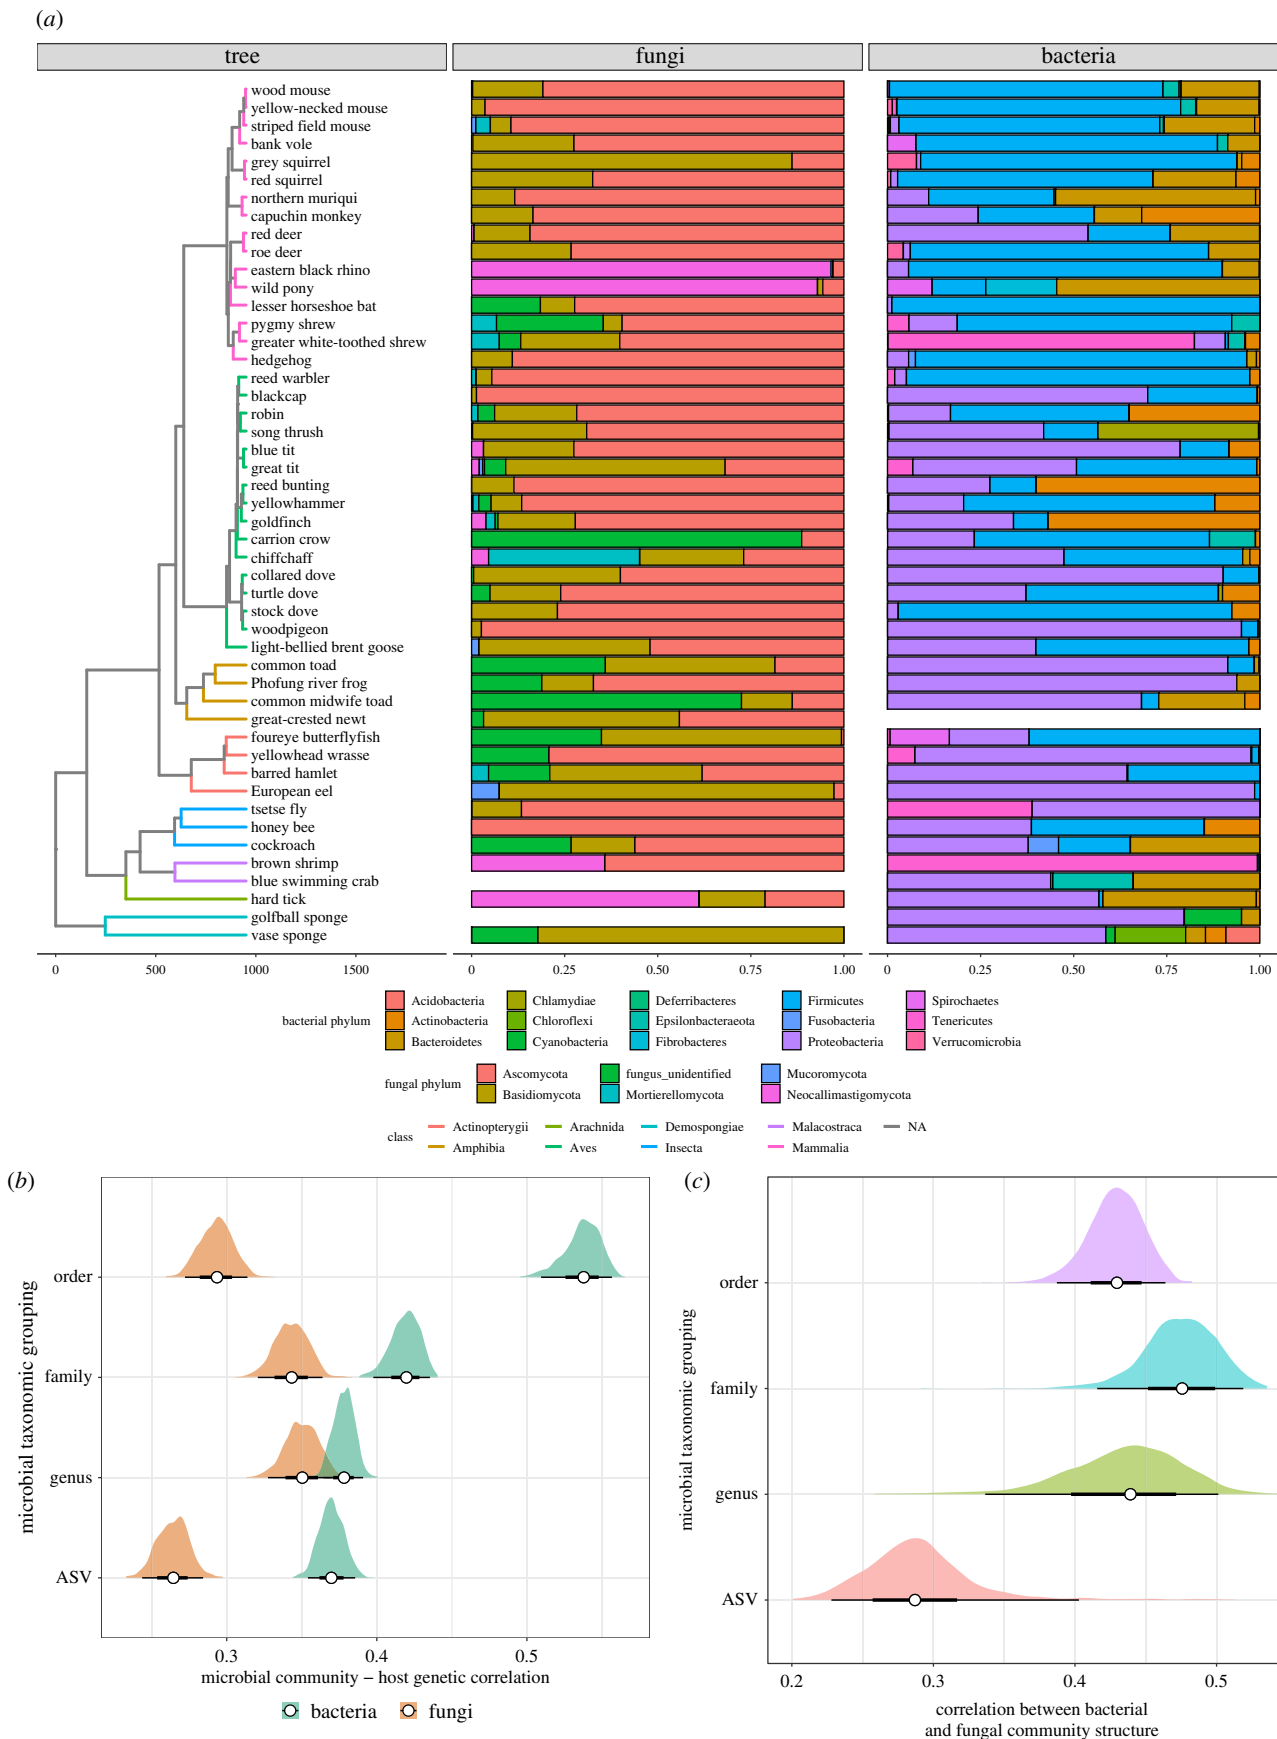 (a)
tree fungi bacteria
wood mouse
yellow-necked mouse
striped field mouse
bank vole
grey squirrel
red squirrel
northern muriqui
capuchin monkey
red deer
roe deer
eastern black rhino
wild pony
lesser horseshoe bat
pygmy shrew
greater white-toothed shrew
hedgehog
reed warbler
blackcap
robin
song thrush
blue tit
great tit
reed bunting
yellowhammer
goldfinch
carrion crow
chiffchaff
collared dove
turtle dove
stock dove
woodpigeon
light-bellied brent goose
common toad
Phofung river frog
common midwife toad
great-crested newt
foureye butterflyfish
yellowhead wrasse
barred hamlet
European eel
tsetse fly
honey bee
cockroach
brown shrimp
blue swimming crab
hard tick
golfball sponge
vase sponge
0 500 1000 1500 0 0.25 0.50 0.75 1.00 0 0.25 0.50 0.75 1.00
Acidobacteria Chlamydiae Deferribacteres Firmicutes Spirochaetes
bacterial phylum Actinobacteria Chloroflexi Epsilonbacteraeota Fusobacteria Tenericutes
Bacteroidetes Cyanobacteria Fibrobacteres Proteobacteria Verrucomicrobia
fungal phylum Ascomycota fungus_unidentified Mucoromycota
Basidiomycota Mortierellomycota Neocallimastigomycota
class Actinopterygii Arachnida Demospongiae Malacostraca NA
Amphibia Aves Insecta Mammalia
(b)
microbial taxonomic grouping
order
family
genus
ASV
0.3 0.4 0.5
microbial community – host genetic correlation
bacteria fungi
(c)
microbial taxonomic grouping
order
family
genus
ASV
0.2 0.3 0.4 0.5
correlation between bacterial
and fungal community structure